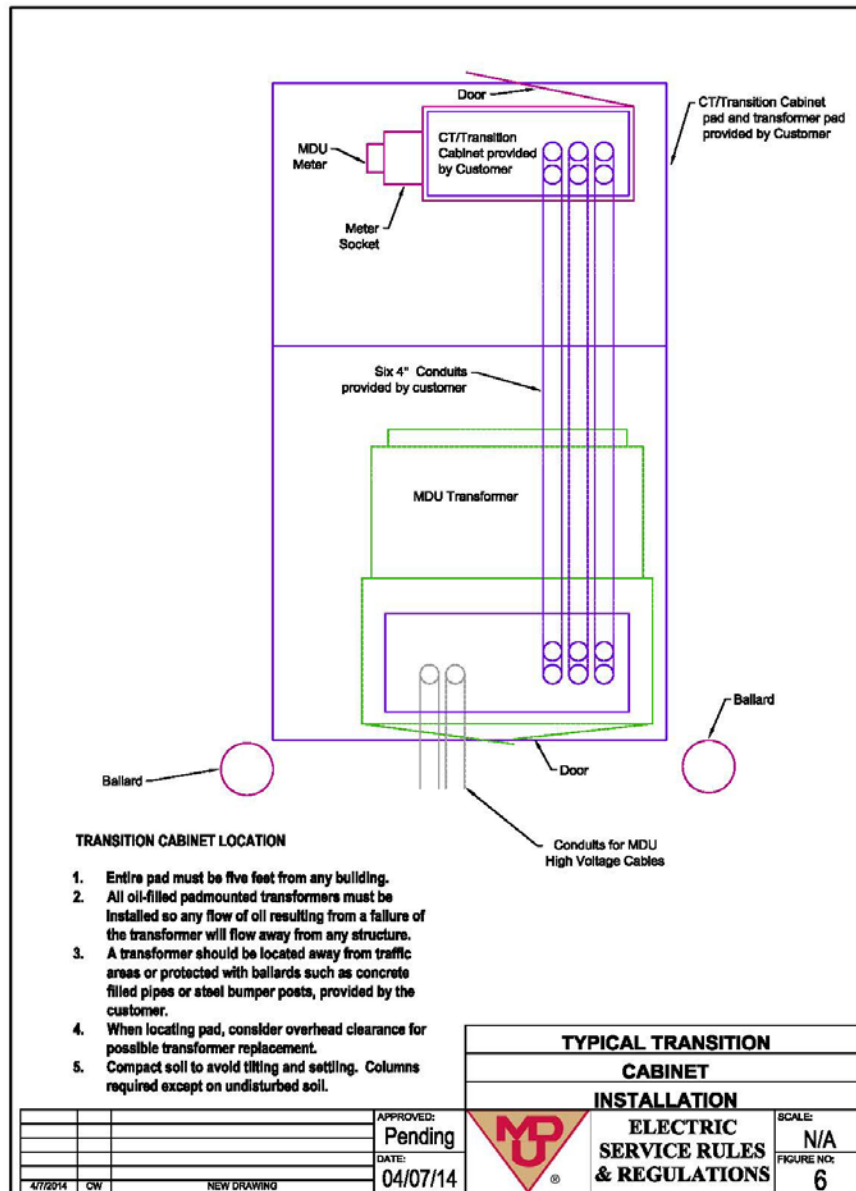 Door
CT/Transition Cabinet
pad and transformer pad
provided by Customer
CT/Transition
Cabinet provided
by Customer
MDU
Meter
Meter
Socket
Six 4" Conduits
provided by customer
MDU Transformer
Ballard
Ballard
Door
Conduits for MDU
High Voltage Cables
TRANSITION CABINET LOCATION
1. Entire pad must be five feet from any building.
2. All oil-filled padmounted transformers must be
installed so any flow of oil resulting from a failure of
the transformer will flow away from any structure.
3. A transformer should be located away from traffic
areas or protected with ballards such as concrete
filled pipes or steel bumper posts, provided by the
customer.
4. When locating pad, consider overhead clearance for
possible transformer replacement.
5. Compact soil to avoid tilting and settling. Columns
required except on undisturbed soil.
TYPICAL TRANSITION
CABINET
INSTALLATION
APPROVED:
Pending
DATE:
04/07/14
MDU
®
ELECTRIC
SERVICE RULES
& REGULATIONS
SCALE:
N/A
FIGURE NO:
6
4/7/2014 CW NEW DRAWING